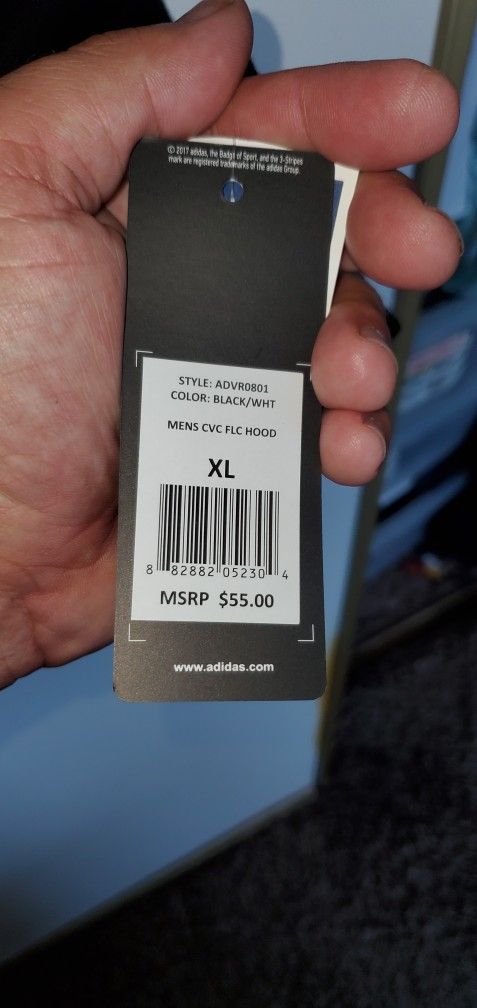 © 2017 adidas, the Badge of Sport, and the 3-Stripes
mark are registered trademarks of the adidas Group.
STYLE: ADVR0801
COLOR: BLACK/WHT
MENS CVC FLC HOOD
XL
8 82882 05230 4
MSRP $55.00
www.adidas.com